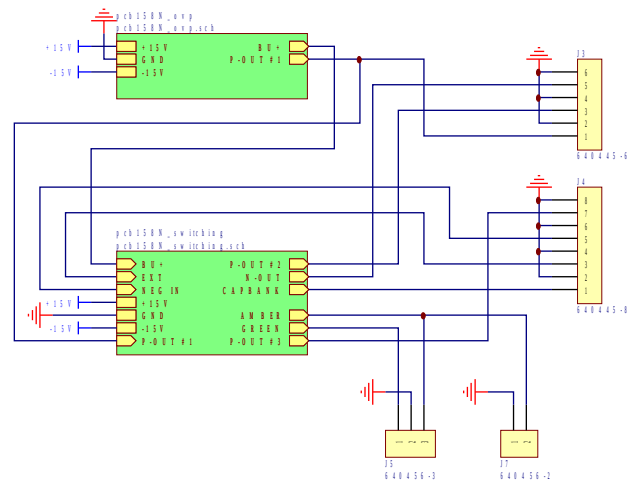 pcb158N_ovp
pcb158N_ovp.sch
+15V
+15V
BU+
GND
P-OUT #1
-15V
-15V
J3
6
5
4
3
2
1
640445-6
J4
8
7
6
5
4
3
2
1
640445-8
pcb158N_switching
pcb158N_switching.sch
BU+
P-OUT #2
EXT
N-OUT
NEG IN
CAPBANK
+15V
+15V
GND
AMBER
-15V
-15V
GREEN
P-OUT #1
P-OUT #3
J5
640456-3
J7
640456-2